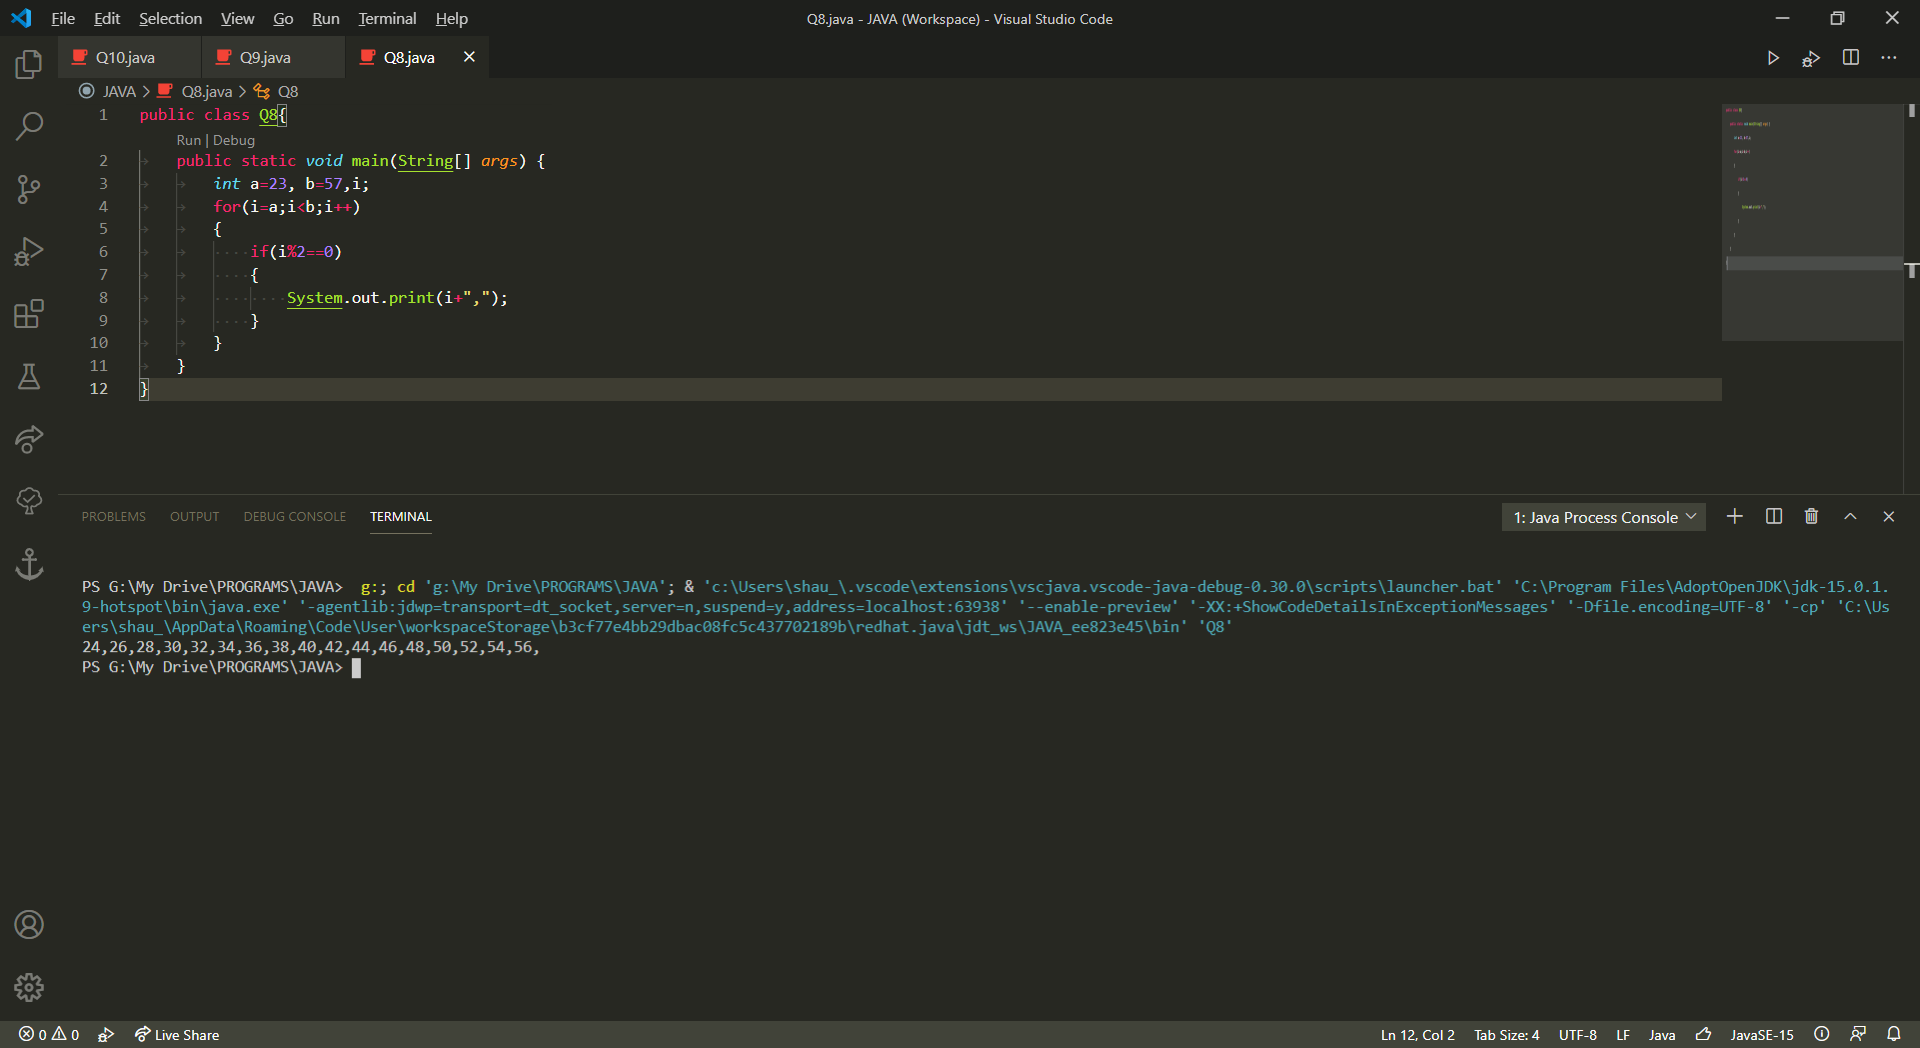 File Edit Selection View Go Run Terminal Help
Q8.java - JAVA (Workspace) - Visual Studio Code
Q10.java Q9.java Q8.java
JAVA > Q8.java > Q8
1 public class Q8{
Run | Debug
2 public static void main(String[] args) {
3 int a=23, b=57,i;
4 for(i=a;i<b;i++)
5 {
6 if(i%2==0)
7 {
8 System.out.print(i+",");
9 }
10 }
11 }
12 }
PROBLEMS OUTPUT DEBUG CONSOLE TERMINAL 1: Java Process Console
PS G:\My Drive\PROGRAMS\JAVA>  g:; cd 'g:\My Drive\PROGRAMS\JAVA'; & 'c:\Users\shau_\.vscode\extensions\vscjava.vscode-java-debug-0.30.0\scripts\launcher.bat' 'C:\Program Files\AdoptOpenJDK\jdk-15.0.1.
9-hotspot\bin\java.exe' '-agentlib:jdwp=transport=dt_socket,server=n,suspend=y,address=localhost:63938' '--enable-preview' '-XX:+ShowCodeDetailsInExceptionMessages' '-Dfile.encoding=UTF-8' '-cp' 'C:\Us
ers\shau_\AppData\Roaming\Code\User\workspaceStorage\b3cf77e4bb29dbac08fc5c437702189b\redhat.java\jdt_ws\JAVA_ee823e45\bin' 'Q8'
24,26,28,30,32,34,36,38,40,42,44,46,48,50,52,54,56,
PS G:\My Drive\PROGRAMS\JAVA>
0 0 Live Share Ln 12, Col 2 Tab Size: 4 UTF-8 LF Java JavaSE-15